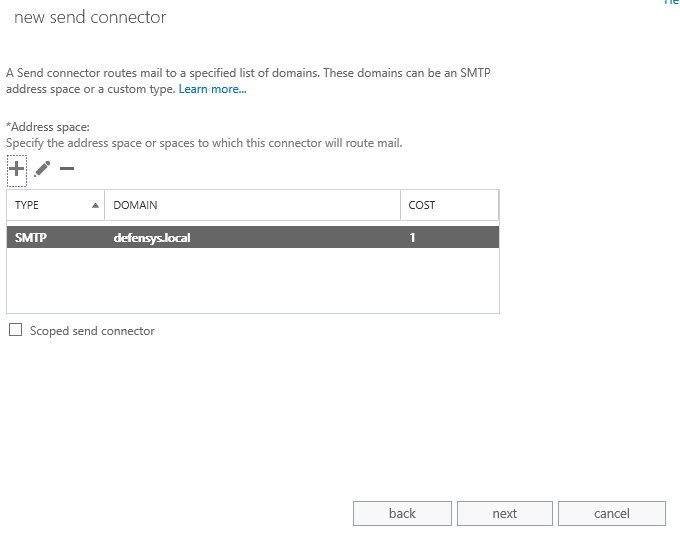 new send connector
A Send connector routes mail to a specified list of domains. These domains can be an SMTP
address space or a custom type. Learn more...
*Address space:
Specify the address space or spaces to which this connector will route mail.
TYPE DOMAIN COST
SMTP defensys.local 1
Scoped send connector
back next cancel